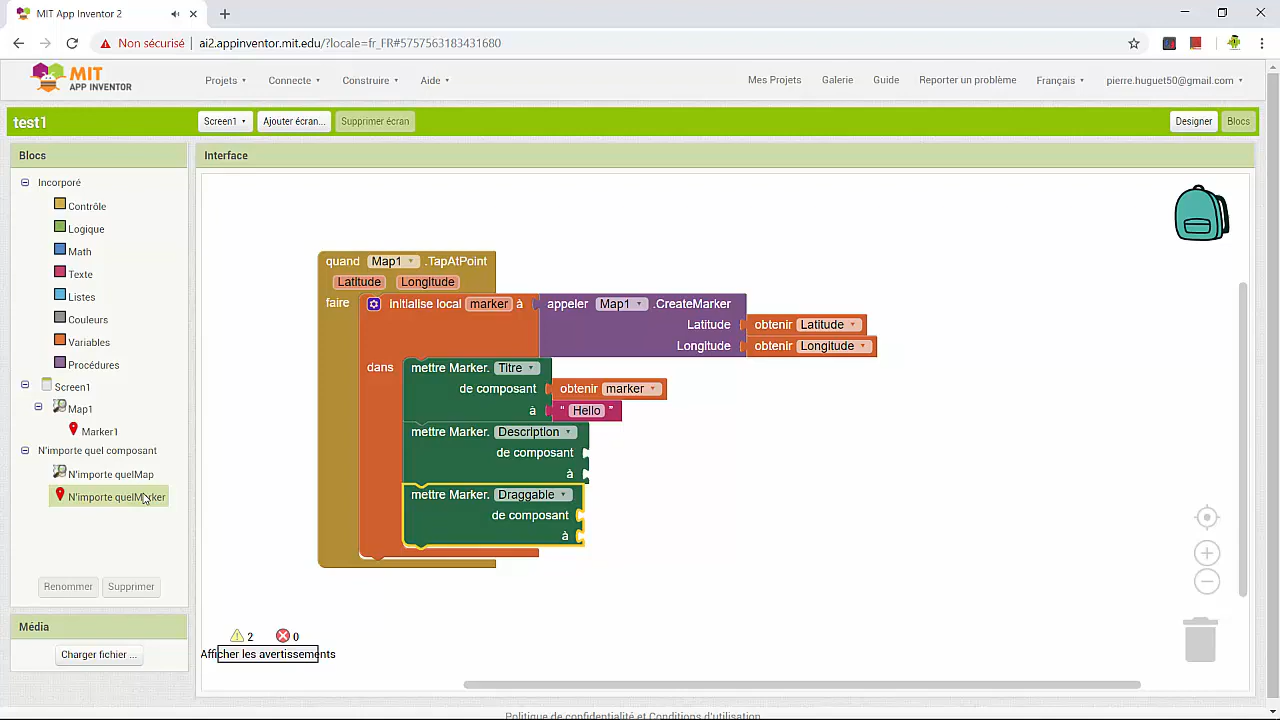 MIT App Inventor 2
Non sécurisé
ai2.appinventor.mit.edu/?locale=fr_FR#5757563183431680
MIT
APP INVENTOR
Projets
Connecte
Construire
Aide
Mes Projets
Galerie
Guide
Reporter un problème
Français
pierre.huguet50@gmail.com
test1
Screen1
Ajouter écran...
Supprimer écran
Designer
Blocs
Blocs
Interface
Incorporé
Contrôle
Logique
Math
Texte
Listes
Couleurs
Variables
Procédures
Screen1
Map1
Marker1
N'importe quel composant
N'importe quelMap
N'importe quelMarker
Renommer
Supprimer
Média
Charger fichier ...
quand Map1 .TapAtPoint
Latitude Longitude
faire
initialise local marker à
appeler Map1 .CreateMarker
Latitude
obtenir Latitude
Longitude
obtenir Longitude
dans
mettre Marker. Titre
de composant
obtenir marker
à
" Hello "
mettre Marker. Description
de composant
à
mettre Marker. Draggable
de composant
à
2
0
Afficher les avertissements
Politique de confidentialité et Conditions d'utilisation